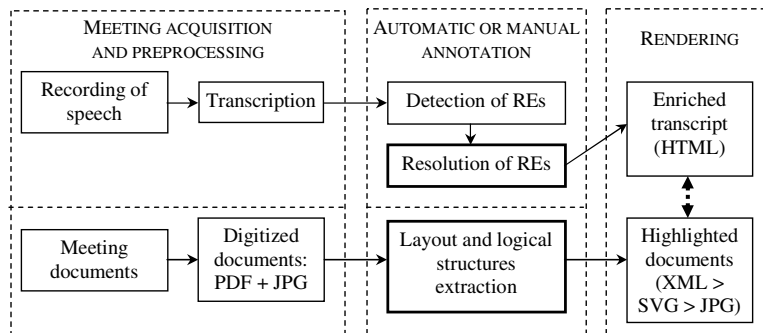 MEETING ACQUISITION
AND PREPROCESSING
AUTOMATIC OR MANUAL
ANNOTATION
RENDERING
Recording of
speech
Transcription
Detection of REs
Resolution of REs
Enriched
transcript
(HTML)
Meeting
documents
Digitized
documents:
PDF + JPG
Layout and logical
structures
extraction
Highlighted
documents
(XML >
SVG > JPG)